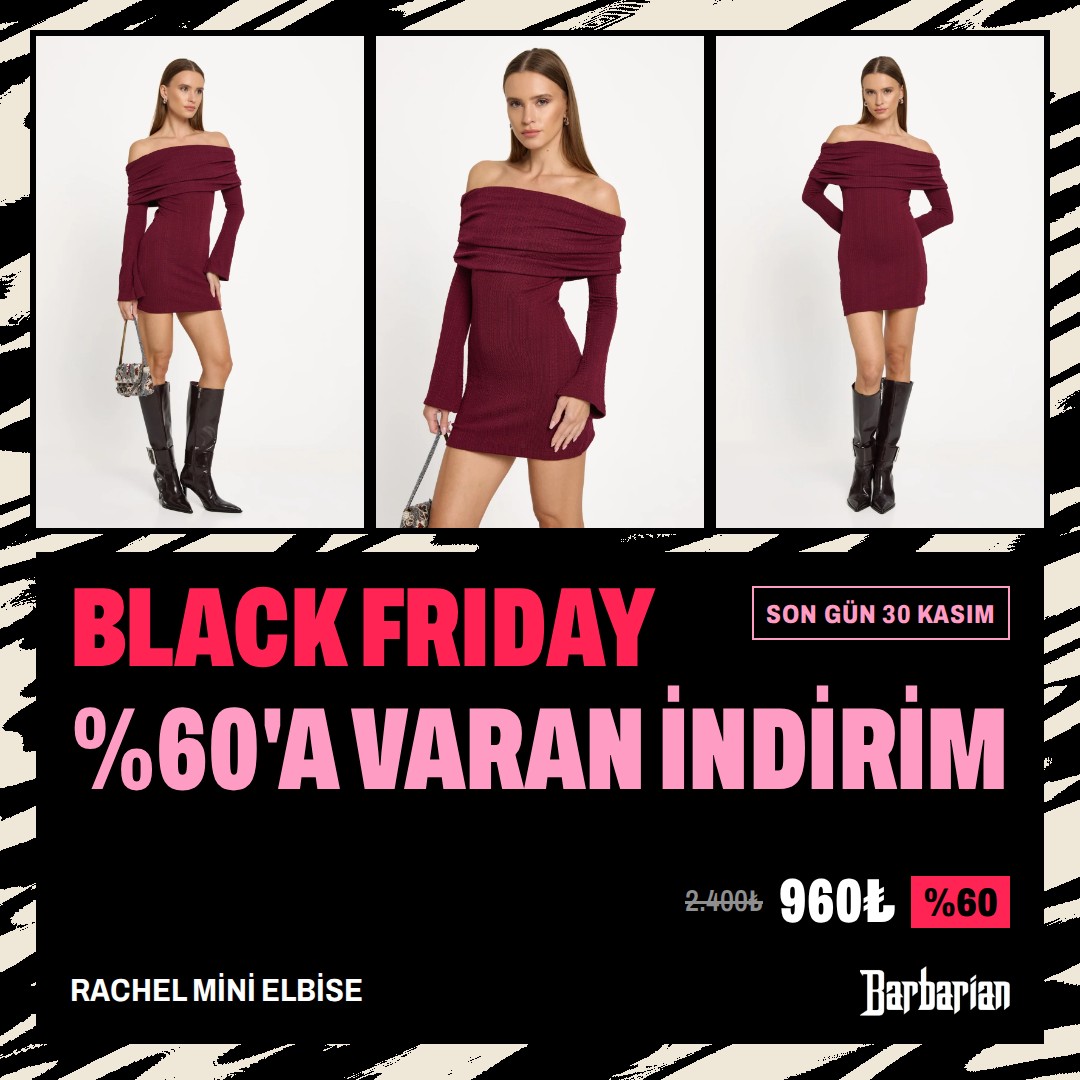 BLACK FRIDAY
SON GÜN 30 KASIM
%60'A VARAN İNDİRİM
2.400₺ 960₺ %60
RACHEL MİNİ ELBİSE
Barbarian